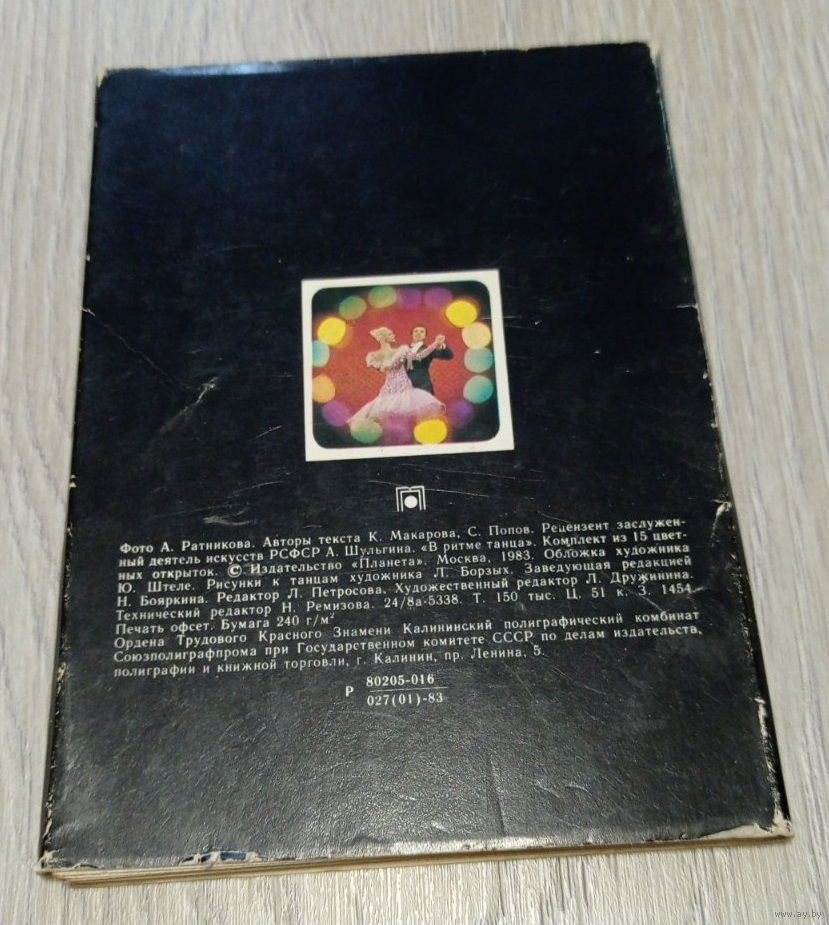 Фото А. Ратникова. Авторы текста К. Макарова, С. Попов. Рецензент заслужен-
ный деятель искусств РСФСР А. Шульгина. «В ритме танца». Комплект из 15 цвет-
ных открыток. © Издательство «Планета». Москва, 1983. Обложка художника
Ю. Штеле. Рисунки к танцам художника Л. Борзых. Заведующая редакцией
Н. Бояркина. Редактор Л. Петросова. Художественный редактор Л. Дружинина.
Технический редактор Н. Ремизова. 24/8а-5338. Т. 150 тыс. Ц. 51 к. З. 1454.
Печать офсет. Бумага 240 г/м²
Ордена Трудового Красного Знамени Калининский полиграфический комбинат
Союзполиграфпрома при Государственном комитете СССР по делам издательств,
полиграфии и книжной торговли, г. Калинин, пр. Ленина, 5.
Р 80205-016
027(01)-83
www.ay.by